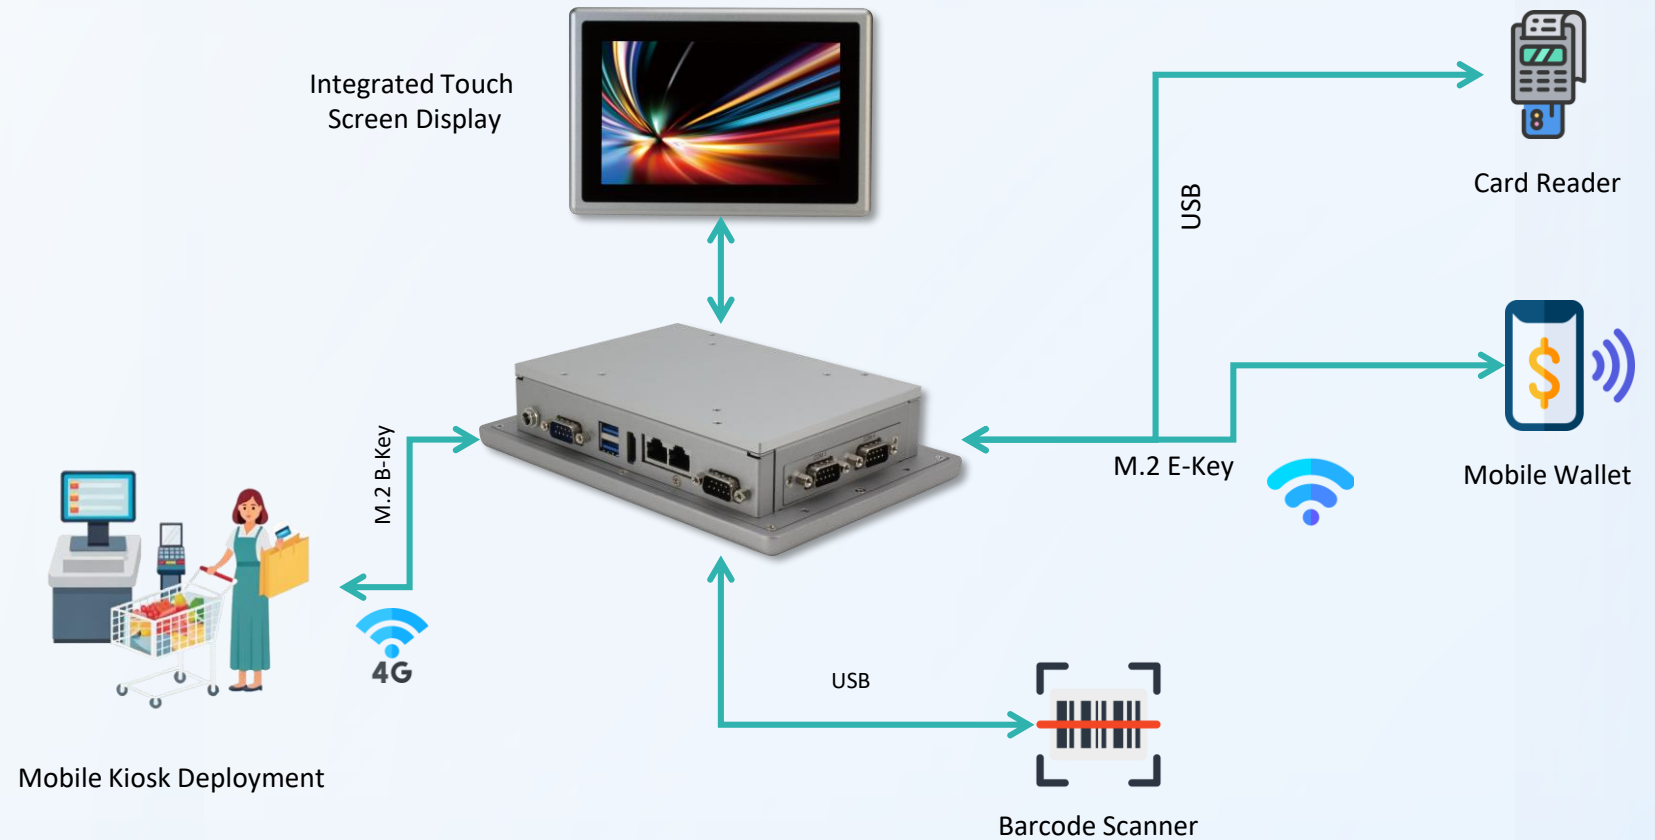 Integrated Touch
Screen Display
Card Reader
USB
Mobile Wallet
M.2 E-Key
M.2 B-Key
4G
USB
Mobile Kiosk Deployment
Barcode Scanner